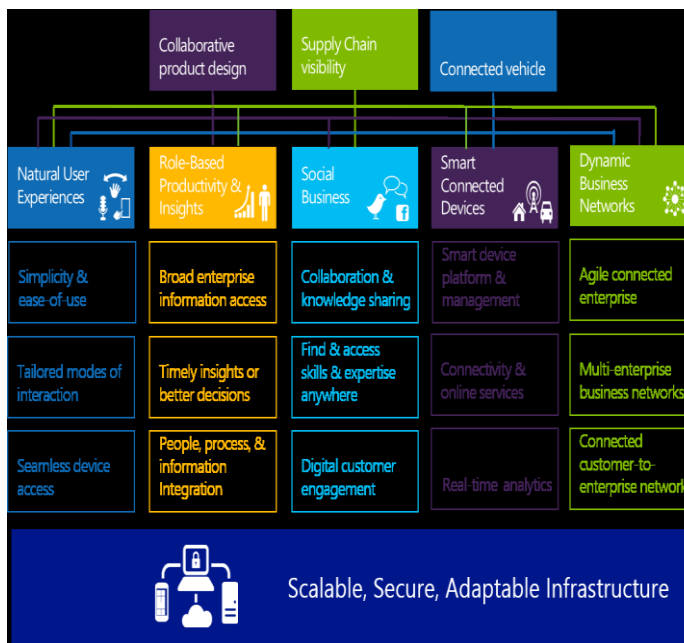 Collaborative
product design
Supply Chain
visibility
Connected vehicle
Natural User
Experiences
Role-Based
Productivity &
Insights
Social
Business
Smart
Connected
Devices
Dynamic
Business
Networks
Simplicity &
ease-of-use
Broad enterprise
information access
Collaboration &
knowledge sharing
Smart device
platform &
management
Agile connected
enterprise
Tailored modes of
interaction
Timely insights or
better decisions
Find & access
skills & expertise
anywhere
Connectivity &
online services
Multi-enterprise
business networks
Seamless device
access
People, process, &
information
Integration
Digital customer
engagement
Real-time analytics
Connected
customer-to-
enterprise network
Scalable, Secure, Adaptable Infrastructure